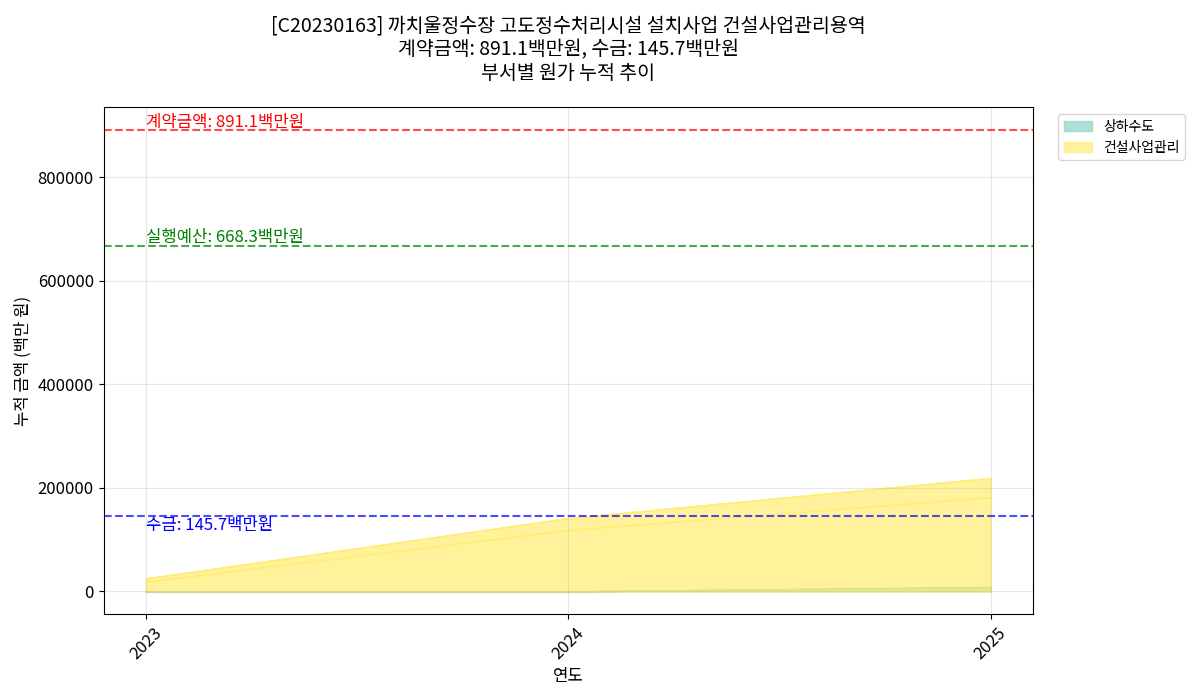 [C20230163] 까치울정수장 고도정수처리시설 설치사업 건설사업관리용역
계약금액: 891.1백만원, 수금: 145.7백만원
부서별 원가 누적 추이
계약금액: 891.1백만원
실행예산: 668.3백만원
수금: 145.7백만원
상하수도
건설사업관리
누적 금액 (백만 원)
800000
600000
400000
200000
0
2023
2024
2025
연도